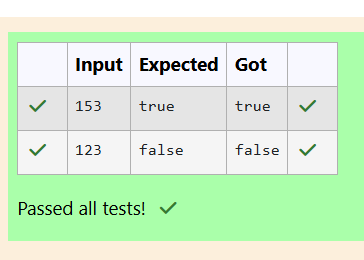 Input Expected Got
153 true true
123 false false
Passed all tests!